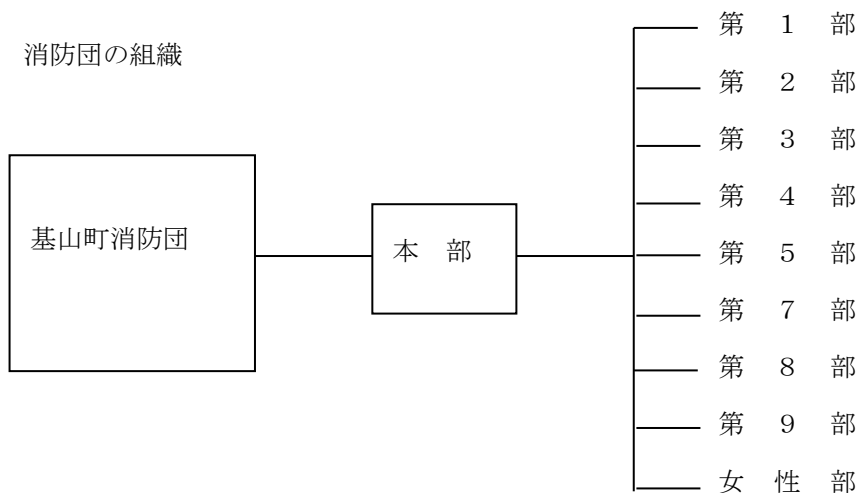 消防団の組織
基山町消防団
本　部
第　１　部
第　２　部
第　３　部
第　４　部
第　５　部
第　７　部
第　８　部
第　９　部
女　性　部